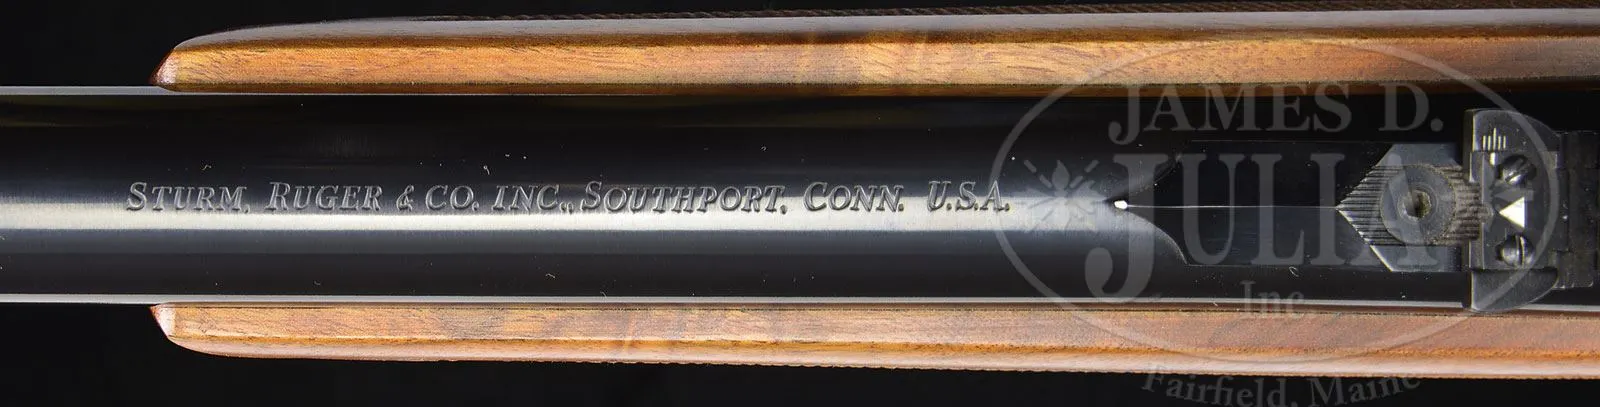 STURM, RUGER & CO. INC., SOUTHPORT, CONN. U.S.A.
JAMES D.
JULIA
Inc.
Fairfield, Maine